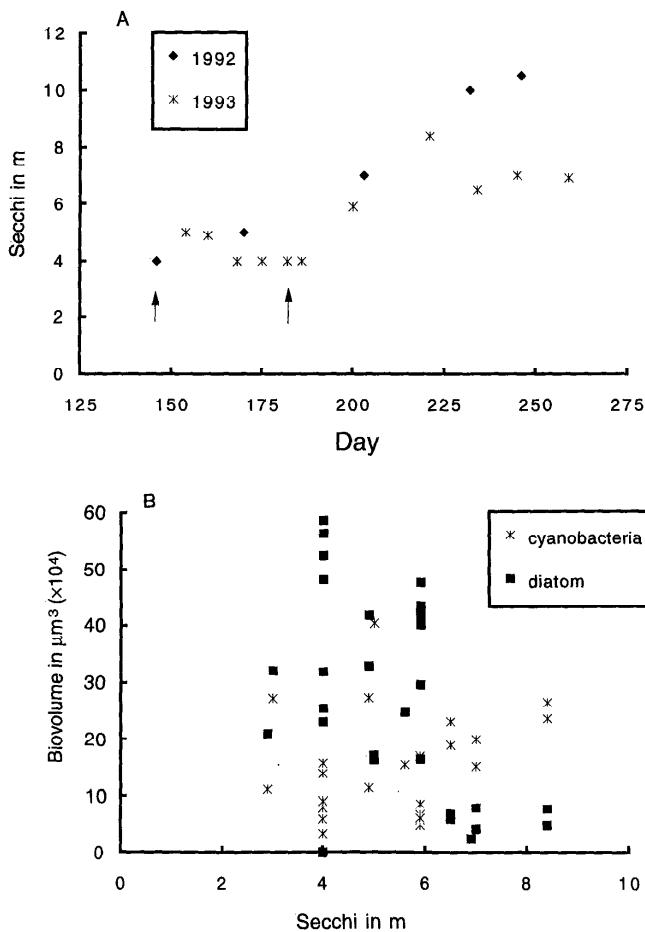 A
1992
1993
12
10
8
6
4
2
0
Secchi in m
125 150 175 200 225 250 275
Day
B
cyanobacteria
diatom
60
50
40
30
20
10
0
Biovolume in µm³ (×10⁴)
0 2 4 6 8 10
Secchi in m